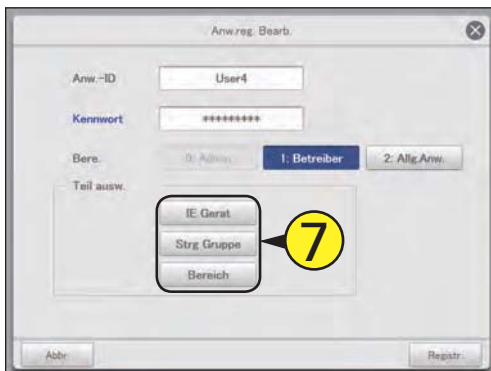 Anw.reg. Bearb.
Anw.-ID User4
Kennwort *********
Bere. 0: Admin. 1: Betreiber 2: Allg.Anw.
Teil ausw.
IE Gerat
Strg Gruppe
7
Bereich
Abbr. Registr.